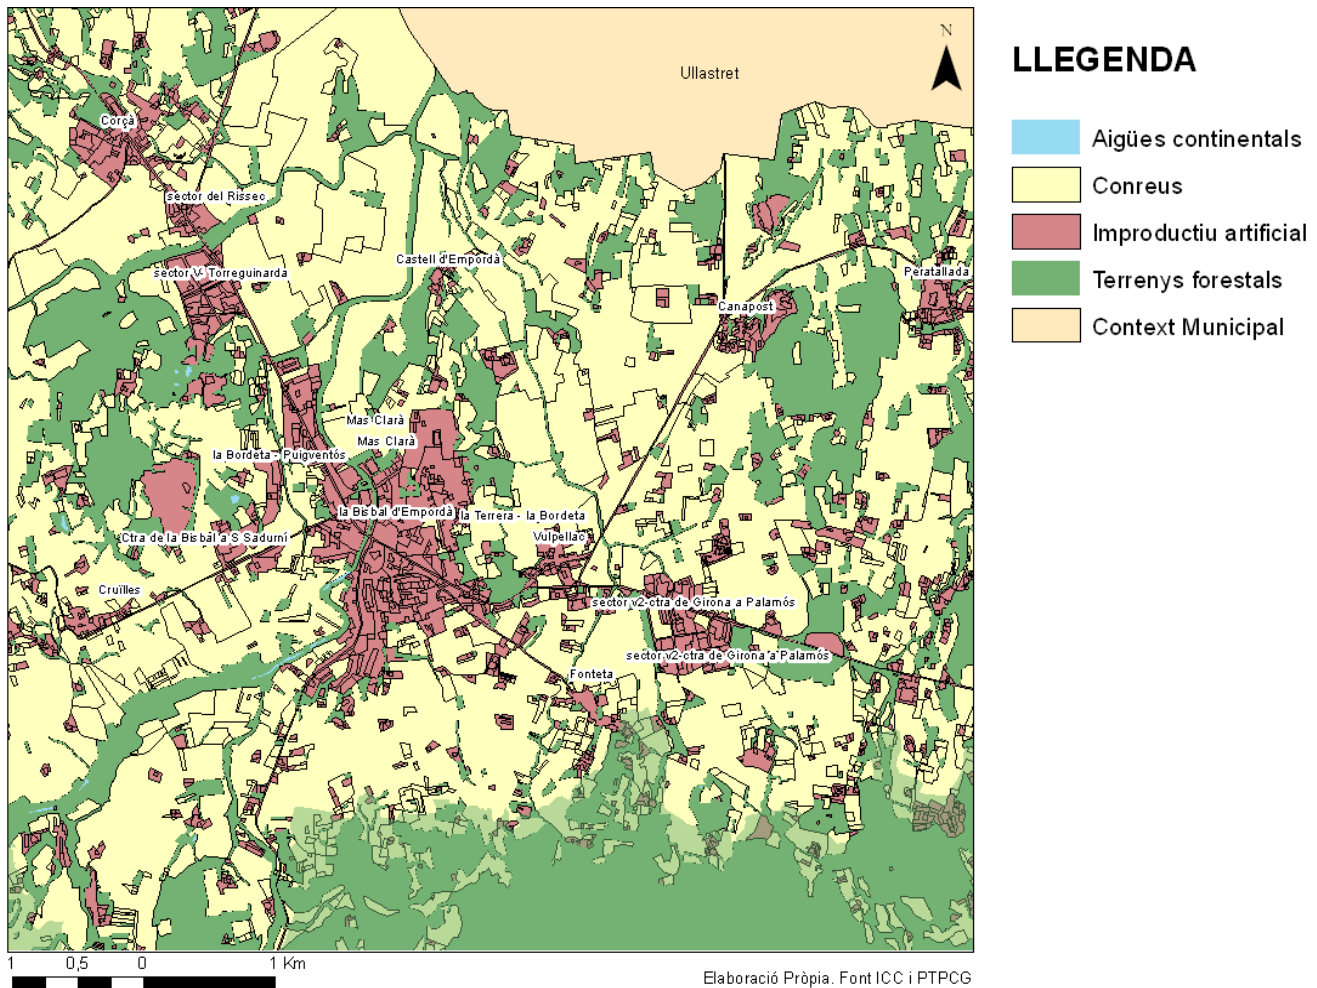 N
LLEGENDA
Ullastret
Aigües continentals
Corçà
Conreus
sector del Rissec
Improductiu artificial
Castell d'Empordà
sector V- Torreguinarda
Peratallada
Terrenys forestals
Canapost
Context Municipal
Mas Clarà
Mas Clarà
la Bordeta - Puigventós
la Bisbal d'Empordà
la Terrera - la Bordeta
Vulpellac
Ctra de la Bisbal a S Sadurní
Cruïlles
sector v2-ctra de Girona a Palamós
sector v2-ctra de Girona a Palamós
Fonteta
1 0,5 0 1 Km
Elaboració Pròpia. Font ICC i PTPCG